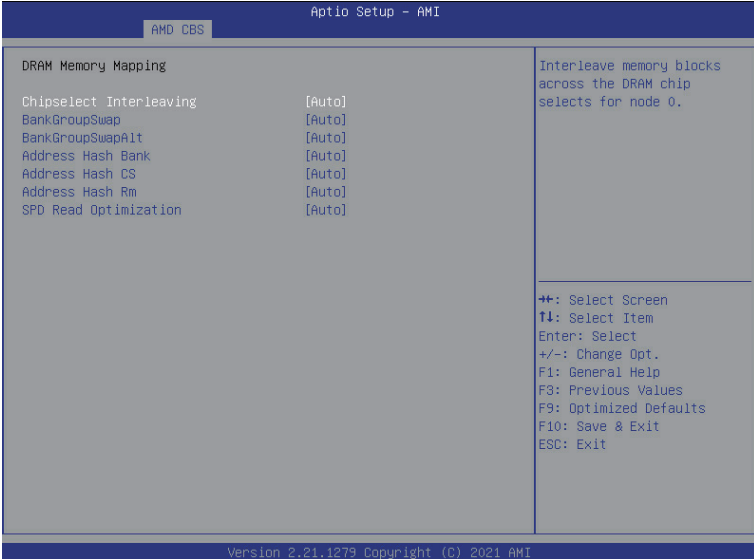 Aptio Setup – AMI
AMD CBS
DRAM Memory Mapping
Chipselect Interleaving [Auto]
BankGroupSwap [Auto]
BankGroupSwapAlt [Auto]
Address Hash Bank [Auto]
Address Hash CS [Auto]
Address Hash Rm [Auto]
SPD Read Optimization [Auto]
Interleave memory blocks
across the DRAM chip
selects for node 0.
→←: Select Screen
↑↓: Select Item
Enter: Select
+/-: Change Opt.
F1: General Help
F3: Previous Values
F9: Optimized Defaults
F10: Save & Exit
ESC: Exit
Version 2.21.1279 Copyright (C) 2021 AMI